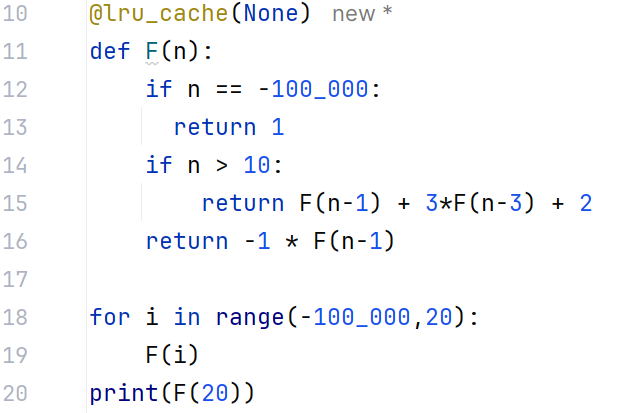 10 @lru_cache(None) new *
11 def F(n):
12 if n == -100_000:
13 return 1
14 if n > 10:
15 return F(n-1) + 3*F(n-3) + 2
16 return -1 * F(n-1)
17
18 for i in range(-100_000,20):
19 F(i)
20 print(F(20))